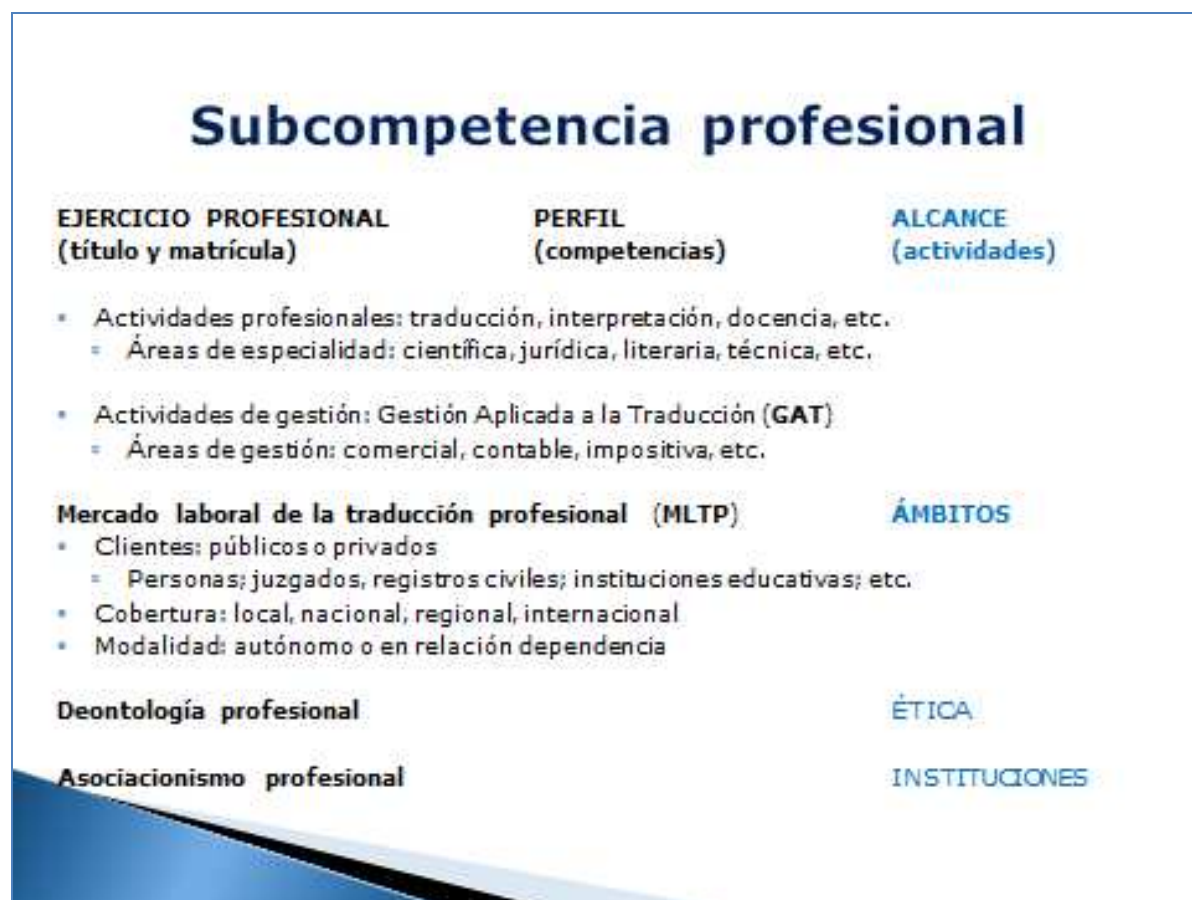 Subcompetencia profesional
EJERCICIO PROFESIONAL PERFIL ALCANCE
(título y matrícula) (competencias) (actividades)
• Actividades profesionales: traducción, interpretación, docencia, etc.
▫ Áreas de especialidad: científica, jurídica, literaria, técnica, etc.
• Actividades de gestión: Gestión Aplicada a la Traducción (GAT)
▫ Áreas de gestión: comercial, contable, impositiva, etc.
Mercado laboral de la traducción profesional (MLTP) ÁMBITOS
• Clientes: públicos o privados
▫ Personas; juzgados, registros civiles; instituciones educativas; etc.
• Cobertura: local, nacional, regional, internacional
• Modalidad: autónomo o en relación dependencia
Deontología profesional ÉTICA
Asociacionismo profesional INSTITUCIONES